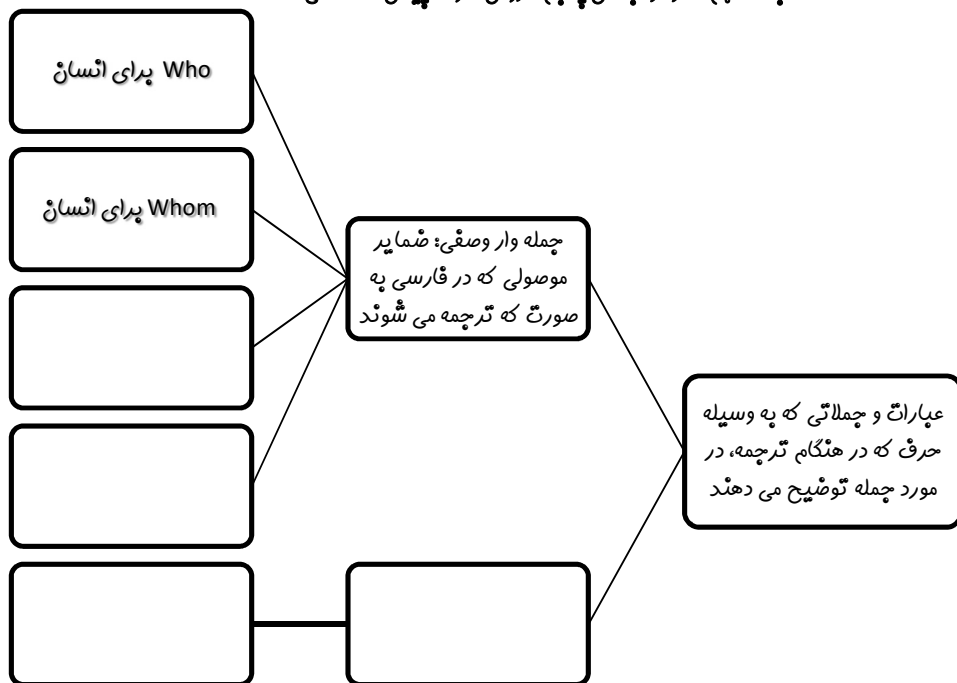 Who برای انسان
Whom برای انسان
جمله وار وصفی؛ ضمایر
موصولی که در فارسی به
صورت که ترجمه می شوند
عبارات و جملاتی که به وسیله
حرف که در هنگام ترجمه، در
مورد جمله توضیح می دهند